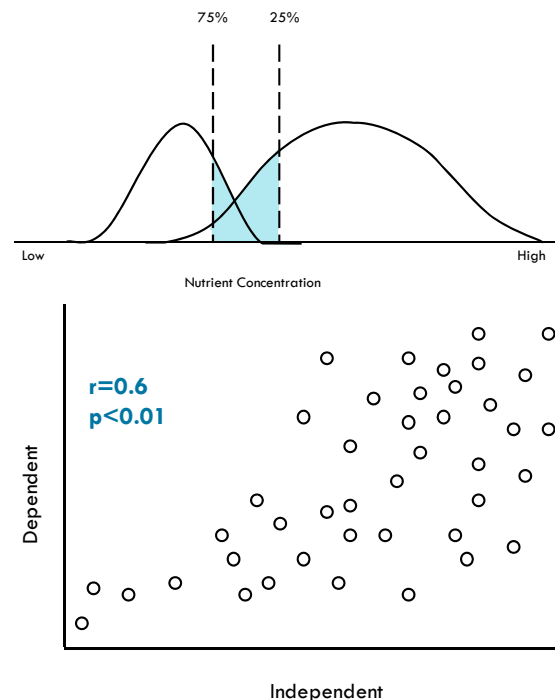 75% 25%
Low High
Nutrient Concentration
r=0.6
p<0.01
Dependent
Independent